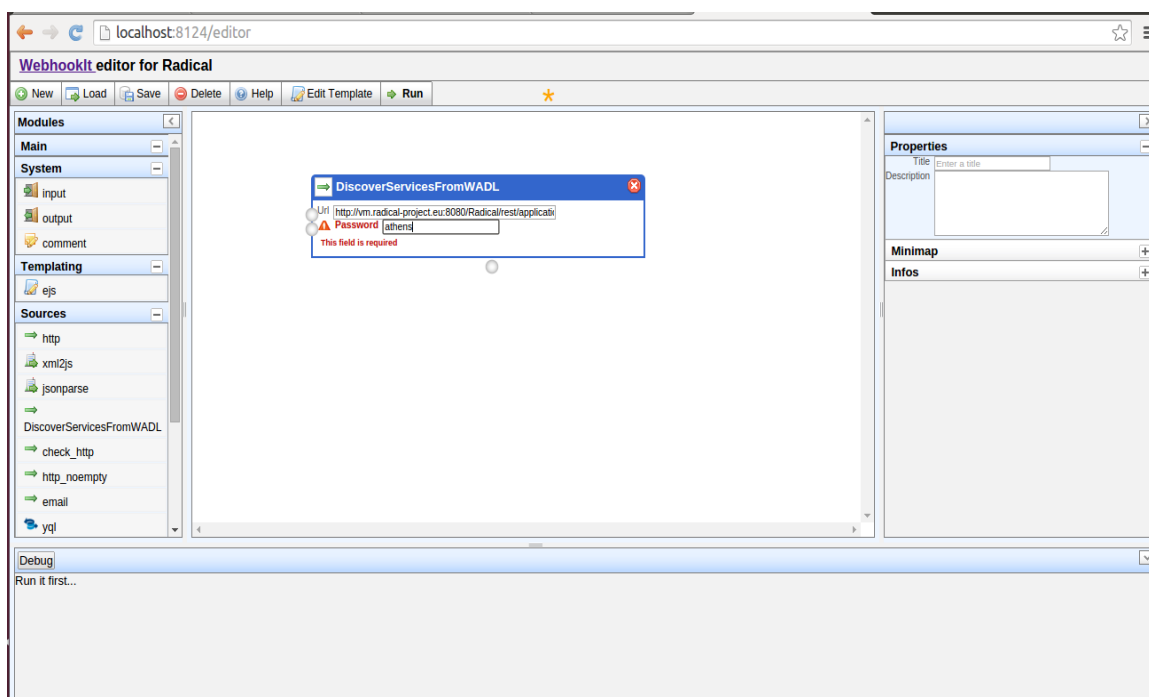 localhost:8124/editor
WebhookIt editor for Radical
New Load Save Delete Help Edit Template Run
Modules
Main
System
input
output
comment
Templating
ejs
Sources
http
xml2js
jsonparse
DiscoverServicesFromWADL
check_http
http_noempty
email
yql
DiscoverServicesFromWADL
Url http://vm.radical-project.eu:8080/Radical/rest/applicatic
Password athens
This field is required
Properties
Title Enter a title
Description
Minimap
Infos
Debug
Run it first...